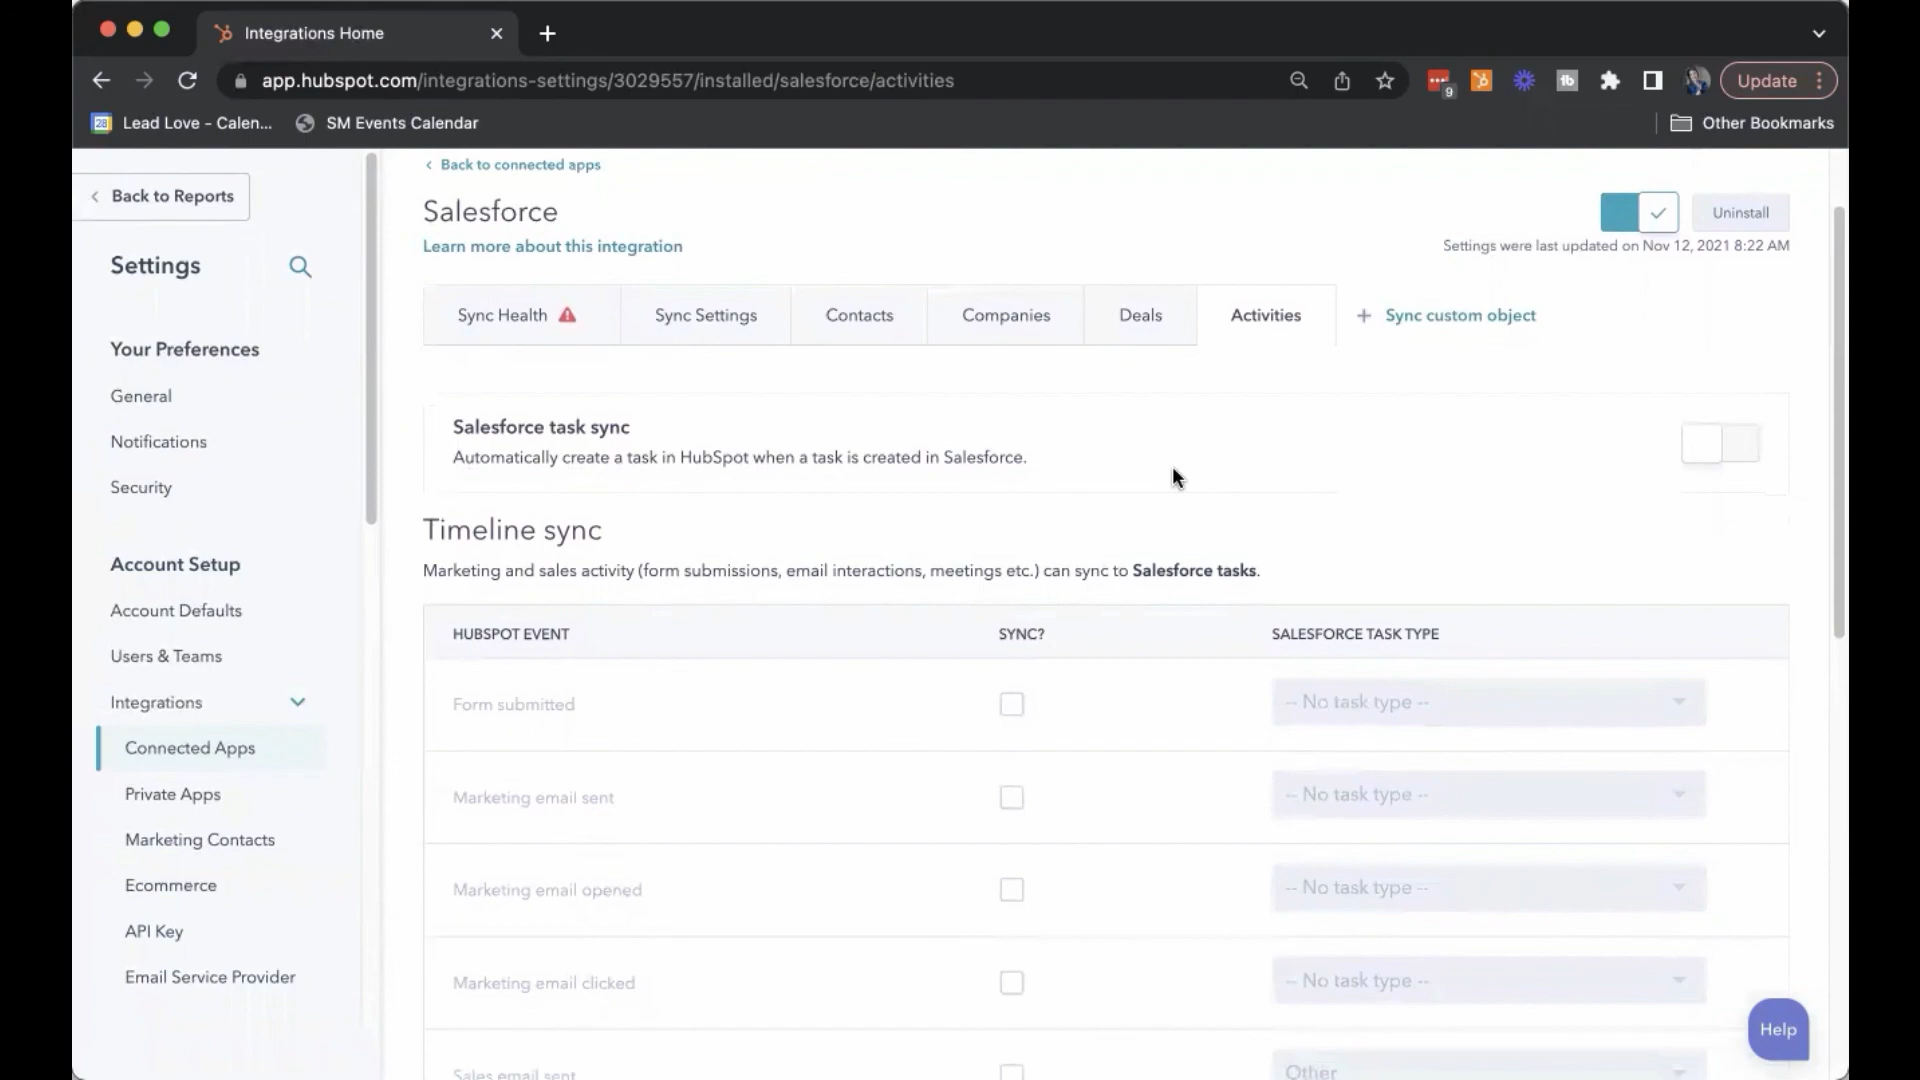 Integrations Home
app.hubspot.com/integrations-settings/3029557/installed/salesforce/activities
9
Update
28
Lead Love - Calen...
SM Events Calendar
Other Bookmarks
Back to Reports
Settings
Your Preferences
General
Notifications
Security
Account Setup
Account Defaults
Users & Teams
Integrations
Connected Apps
Private Apps
Marketing Contacts
Ecommerce
API Key
Email Service Provider
Back to connected apps
Salesforce
Uninstall
Learn more about this integration
Settings were last updated on Nov 12, 2021 8:22 AM
Sync Health
Sync Settings
Contacts
Companies
Deals
Activities
+ Sync custom object
Salesforce task sync
Automatically create a task in HubSpot when a task is created in Salesforce.
Timeline sync
Marketing and sales activity (form submissions, email interactions, meetings etc.) can sync to Salesforce tasks.
HUBSPOT EVENT
SYNC?
SALESFORCE TASK TYPE
Form submitted
-- No task type --
Marketing email sent
-- No task type --
Marketing email opened
-- No task type --
Marketing email clicked
-- No task type --
Sales email sent
Other
Help